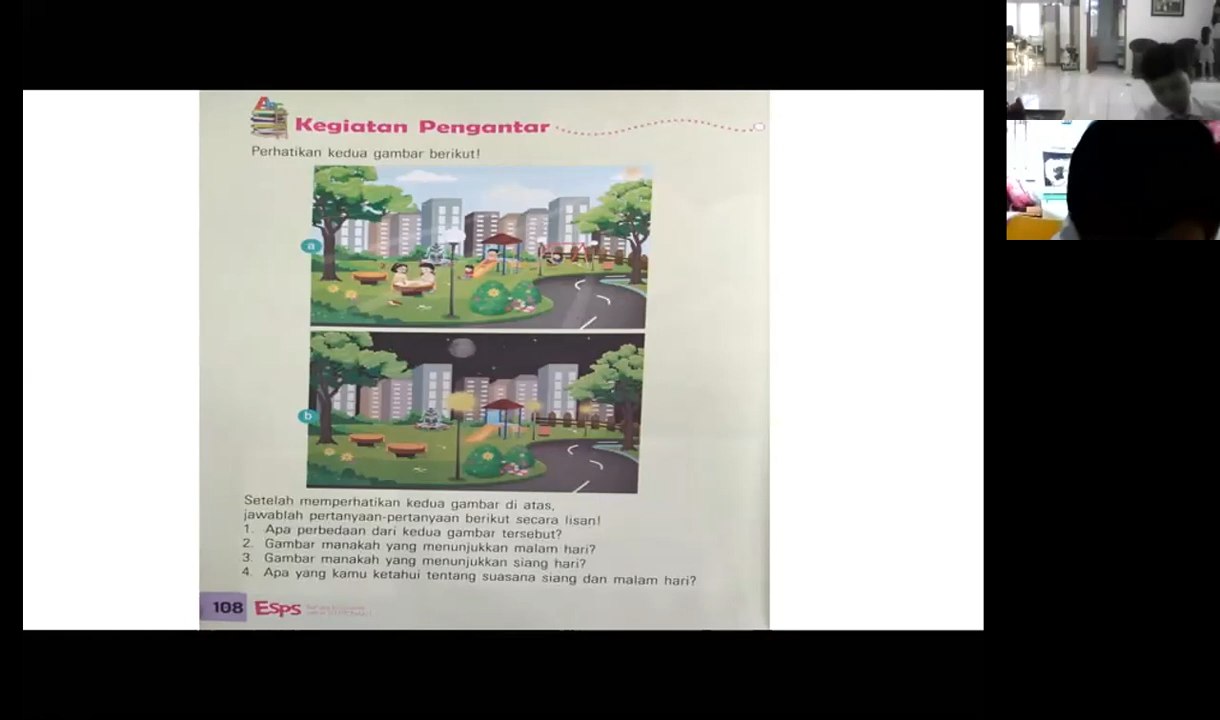 Kegiatan Pengantar
Perhatikan kedua gambar berikut!
a
b
Setelah memperhatikan kedua gambar di atas,
jawablah pertanyaan-pertanyaan berikut secara lisan!
1. Apa perbedaan dari kedua gambar tersebut?
2. Gambar manakah yang menunjukkan malam hari?
3. Gambar manakah yang menunjukkan siang hari?
4. Apa yang kamu ketahui tentang suasana siang dan malam hari?
108 Esps